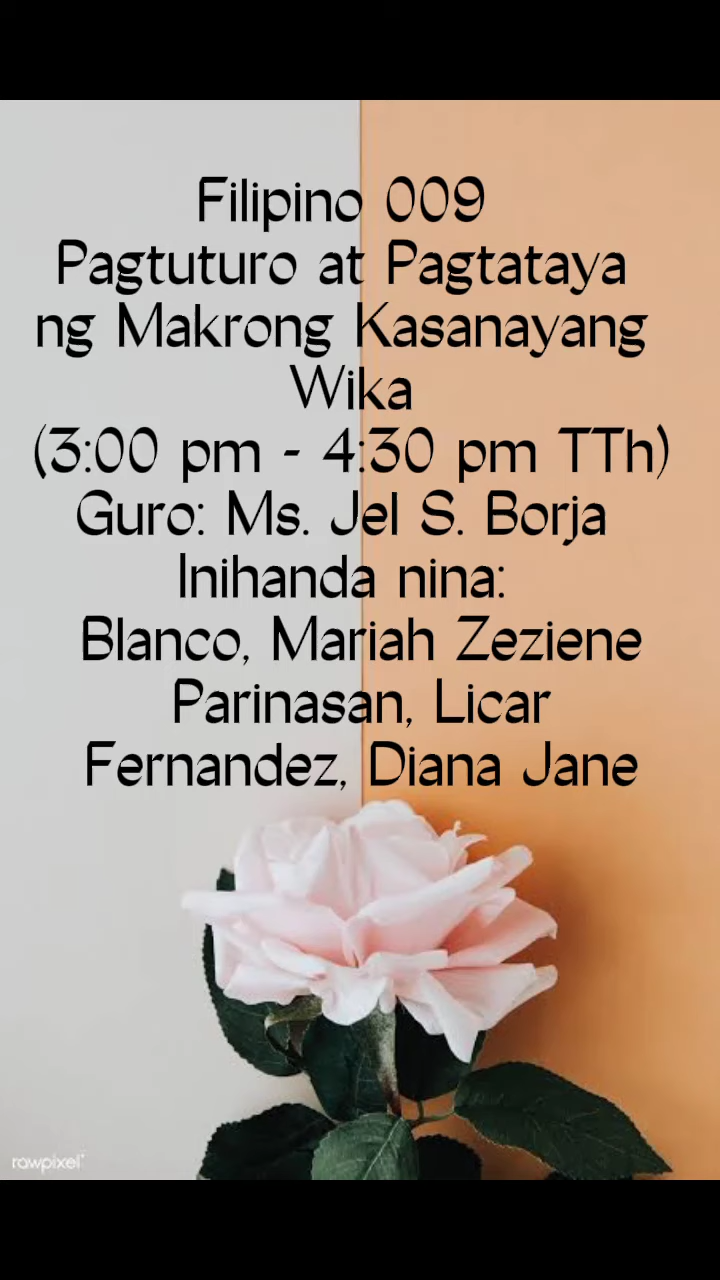 Filipino 009
Pagtuturo at Pagtataya
ng Makrong Kasanayang
Wika
(3:00 pm - 4:30 pm TTh)
Guro: Ms. Jel S. Borja
Inihanda nina:
Blanco, Mariah Zeziene
Parinasan, Licar
Fernandez, Diana Jane
rawpixel